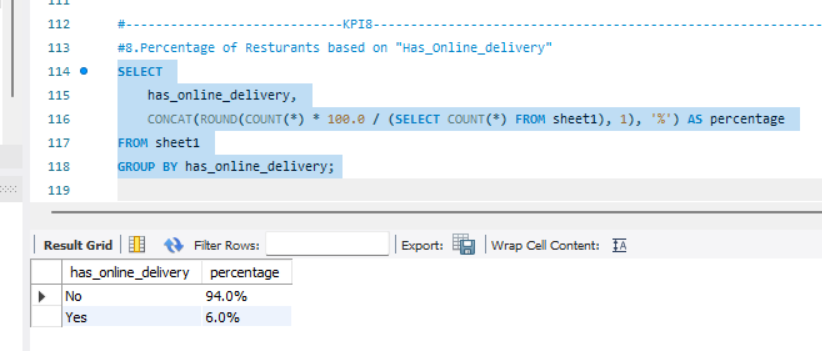 111
112 #----------------------------KPI8----------------------------------------------------------
113 #8.Percentage of Resturants based on "Has_Online_delivery"
114 SELECT
115 has_online_delivery,
116 CONCAT(ROUND(COUNT(*) * 100.0 / (SELECT COUNT(*) FROM sheet1), 1), '%') AS percentage
117 FROM sheet1
118 GROUP BY has_online_delivery;
119
Result Grid Filter Rows: Export: Wrap Cell Content:
has_online_delivery percentage
No 94.0%
Yes 6.0%